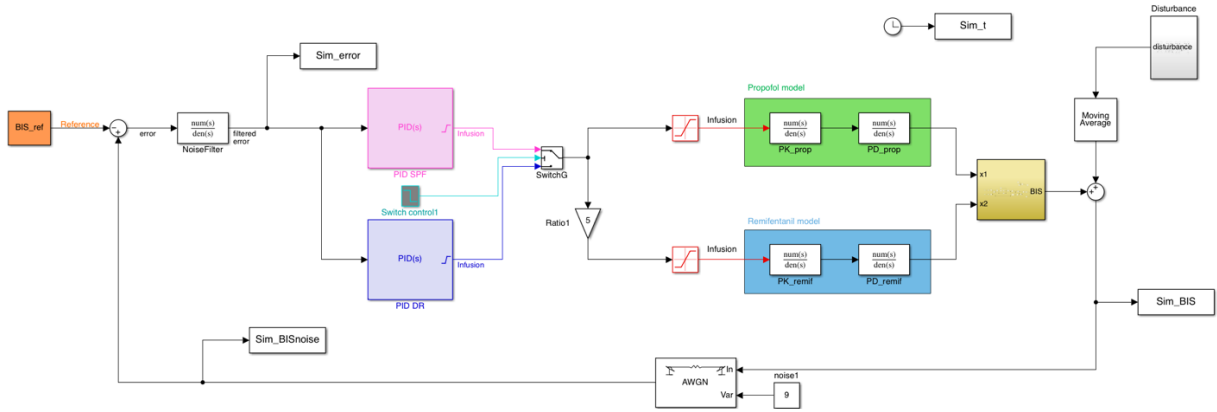 Disturbance
disturbance
Sim_t
Sim_error
Moving
Average
Propofol model
BIS_ref
Reference
-
+
error
num(s)
den(s)
NoiseFilter
filtered
error
PID(s)
Infusion
PID SPF
SwitchG
Infusion
num(s)
den(s)
PK_prop
num(s)
den(s)
PD_prop
x1
x2
BIS
+
+
Switch control1
Ratio1
5
PID(s)
Infusion
PID DR
Remifentanil model
Infusion
num(s)
den(s)
PK_remif
num(s)
den(s)
PD_remif
Sim_BIS
Sim_BISnoise
AWGN
In
Var
noise1
9